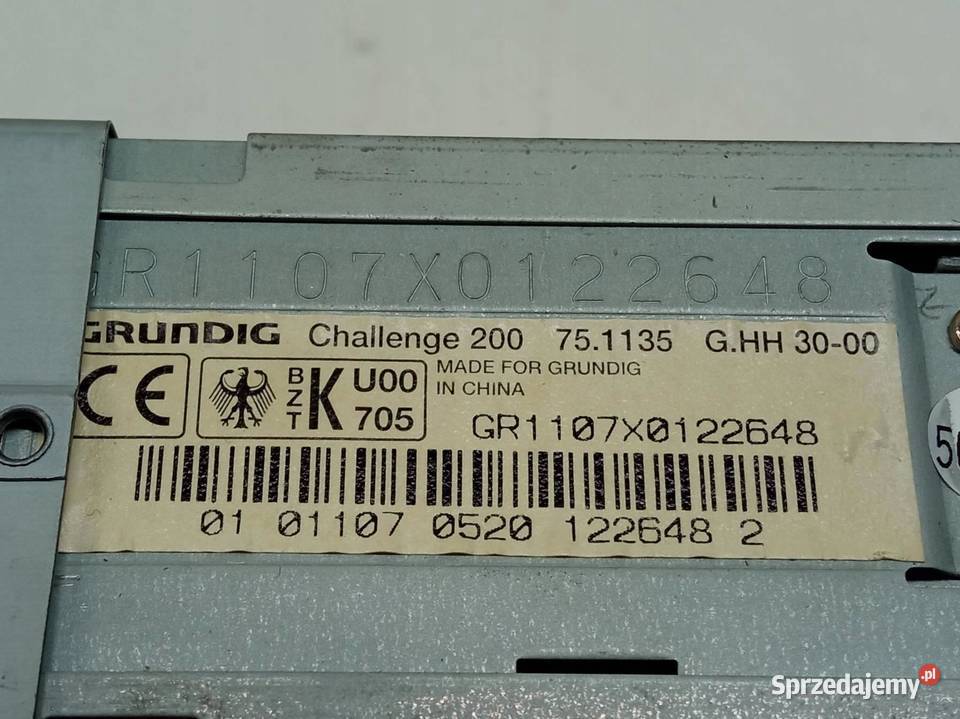 GR1107X0122648
GRUNDIG Challenge 200 75.1135 G.HH 30-00
CE BZT K U00 705 MADE FOR GRUNDIG
IN CHINA
GR1107X0122648
01 01107 0520 122648 2
Sprzedajemy.pl